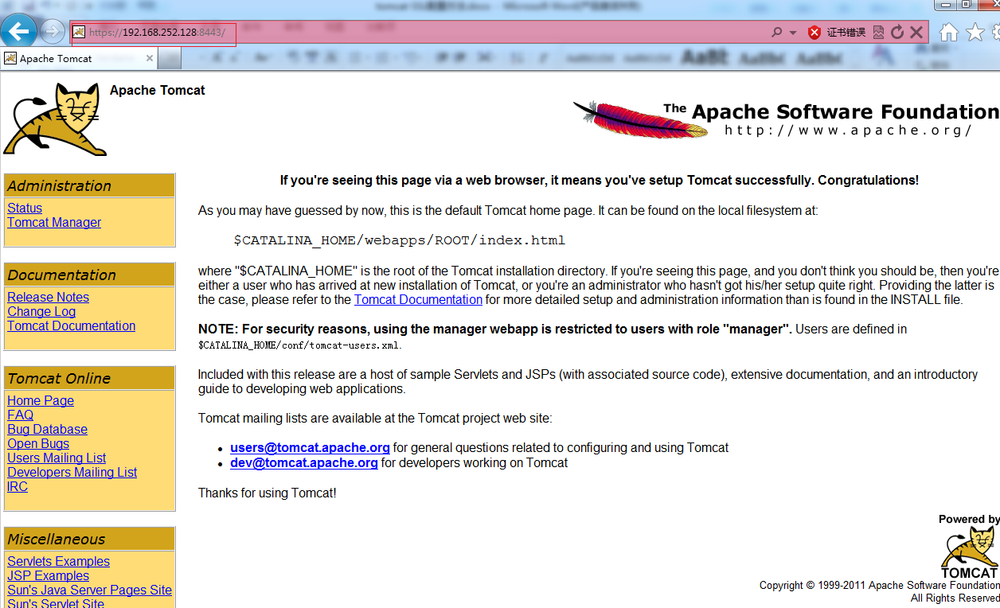 https://192.168.252.128:8443/
证书错误
Apache Tomcat
Apache Tomcat
The Apache Software Foundation
http://www.apache.org/
Administration
Status
Tomcat Manager
Documentation
Release Notes
Change Log
Tomcat Documentation
Tomcat Online
Home Page
FAQ
Bug Database
Open Bugs
Users Mailing List
Developers Mailing List
IRC
Miscellaneous
Servlets Examples
JSP Examples
Sun's Java Server Pages Site
Sun's Servlet Site
If you're seeing this page via a web browser, it means you've setup Tomcat successfully. Congratulations!
As you may have guessed by now, this is the default Tomcat home page. It can be found on the local filesystem at:
$CATALINA_HOME/webapps/ROOT/index.html
where "$CATALINA_HOME" is the root of the Tomcat installation directory. If you're seeing this page, and you don't think you should be, then you're
either a user who has arrived at new installation of Tomcat, or you're an administrator who hasn't got his/her setup quite right. Providing the latter is
the case, please refer to the Tomcat Documentation for more detailed setup and administration information than is found in the INSTALL file.
NOTE: For security reasons, using the manager webapp is restricted to users with role "manager". Users are defined in
$CATALINA_HOME/conf/tomcat-users.xml.
Included with this release are a host of sample Servlets and JSPs (with associated source code), extensive documentation, and an introductory
guide to developing web applications.
Tomcat mailing lists are available at the Tomcat project web site:
users@tomcat.apache.org for general questions related to configuring and using Tomcat
dev@tomcat.apache.org for developers working on Tomcat
Thanks for using Tomcat!
Powered by
TOMCAT
Copyright © 1999-2011 Apache Software Foundation
All Rights Reserved